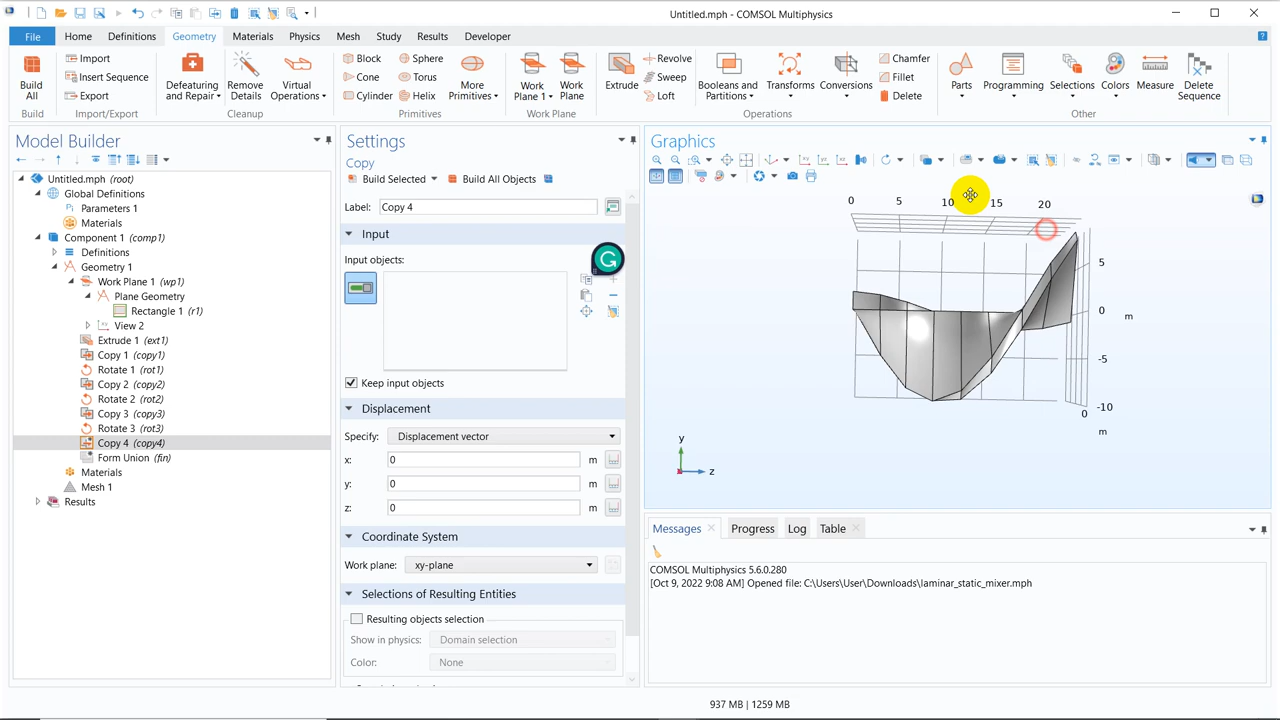 Untitled.mph - COMSOL Multiphysics
File Home Definitions Geometry Materials Physics Mesh Study Results Developer
Import
Insert Sequence
Export
Build All
Build
Import/Export
Defeaturing and Repair
Remove Details
Virtual Operations
Cleanup
Block Sphere
Cone Torus
Cylinder Helix
More Primitives
Primitives
Work Plane 1
Work Plane
Work Plane
Extrude
Revolve
Sweep
Loft
Booleans and Partitions
Transforms
Conversions
Chamfer
Fillet
Delete
Operations
Parts
Programming
Selections
Colors
Measure
Delete Sequence
Other
Model Builder
Untitled.mph (root)
Global Definitions
Parameters 1
Materials
Component 1 (comp1)
Definitions
Geometry 1
Work Plane 1 (wp1)
Plane Geometry
Rectangle 1 (r1)
View 2
Extrude 1 (ext1)
Copy 1 (copy1)
Rotate 1 (rot1)
Copy 2 (copy2)
Rotate 2 (rot2)
Copy 3 (copy3)
Rotate 3 (rot3)
Copy 4 (copy4)
Form Union (fin)
Materials
Mesh 1
Results
Settings
Copy
Build Selected Build All Objects
Label: Copy 4
Input
Input objects:
Keep input objects
Displacement
Specify: Displacement vector
x: 0 m
y: 0 m
z: 0 m
Coordinate System
Work plane: xy-plane
Selections of Resulting Entities
Resulting objects selection
Show in physics: Domain selection
Color: None
Graphics
0 5 10 15 20
5
0
m
-5
-10
0
m
y
z
Messages Progress Log Table
COMSOL Multiphysics 5.6.0.280
[Oct 9, 2022 9:08 AM] Opened file: C:\Users\User\Downloads\laminar_static_mixer.mph
937 MB | 1259 MB